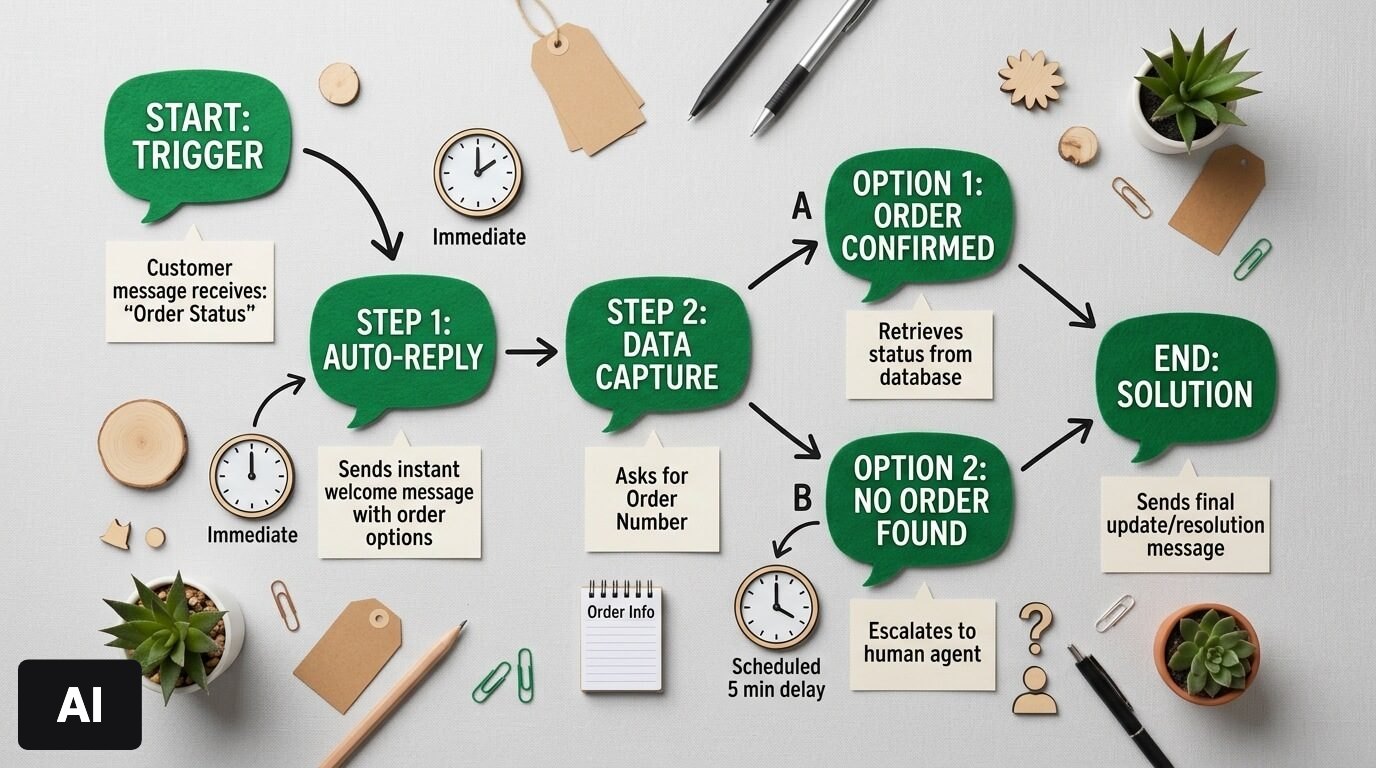 START:
TRIGGER
Customer
message receives:
“Order Status”
Immediate
STEP 1:
AUTO-REPLY
Immediate
Sends instant
welcome message
with order
options
STEP 2:
DATA
CAPTURE
Asks for
Order
Number
Order Info
A
OPTION 1:
ORDER
CONFIRMED
Retrieves
status from
database
B
OPTION 2:
NO ORDER
FOUND
Scheduled
5 min delay
Escalates to
human agent
?
END:
SOLUTION
Sends final
update/resolution
message
AI